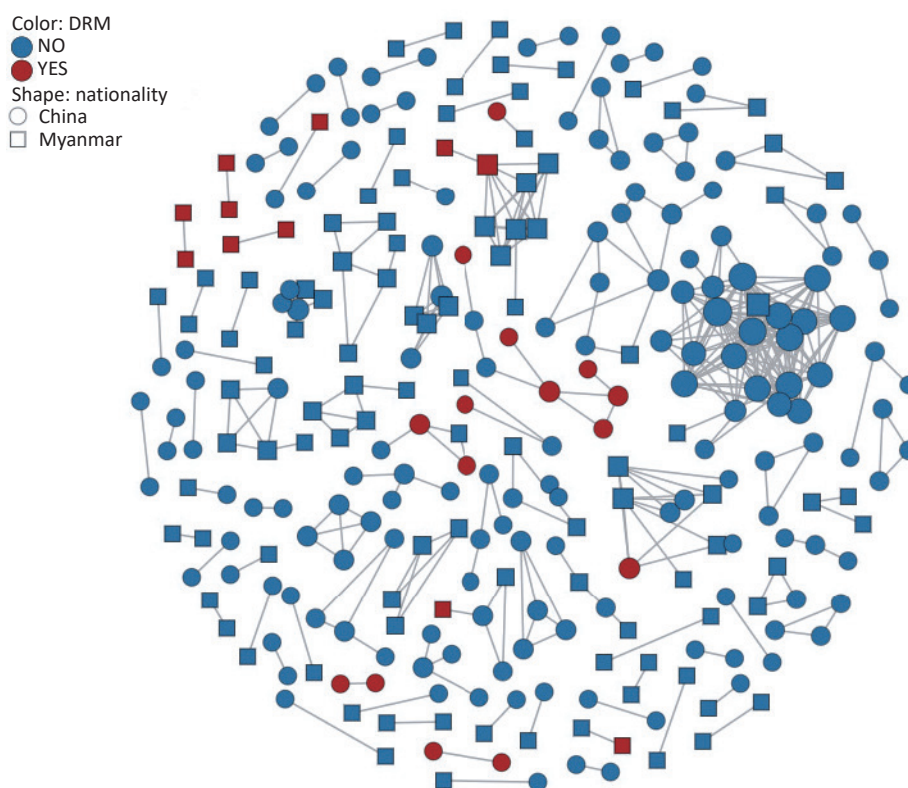 Color: DRM
NO
YES
Shape: nationality
China
Myanmar